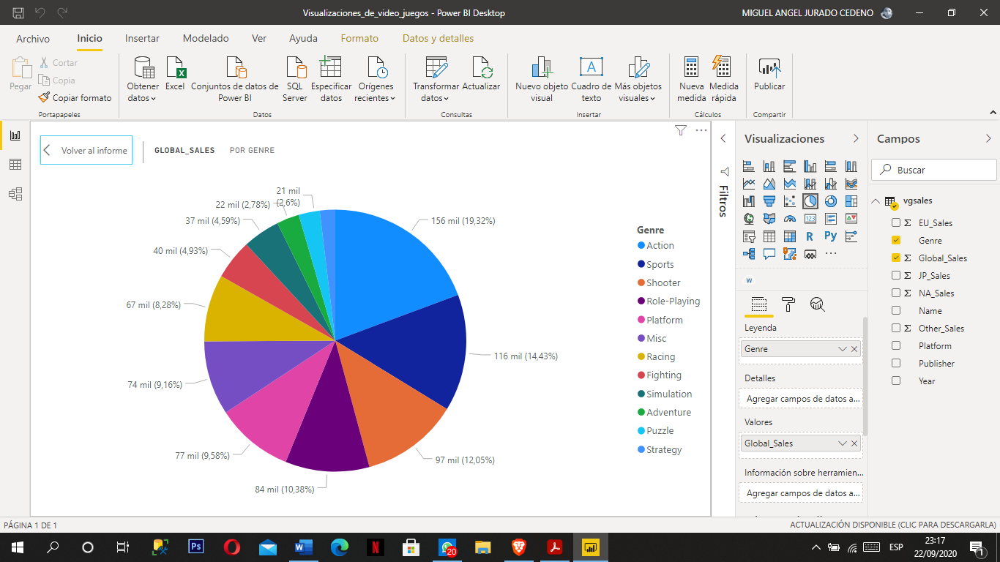 Visualizaciones_de_video_juegos - Power BI Desktop
MIGUEL ANGEL JURADO CEDENO
Archivo Inicio Insertar Modelado Ver Ayuda Formato Datos y detalles
Pegar
Cortar
Copia
Copiar formato
Portapapeles
Obtener datos
Excel
Conjuntos de datos de Power BI
SQL Server
Especificar datos
Orígenes recientes
Datos
Transformar datos
Actualizar
Consultas
Nuevo objeto visual
Cuadro de texto
A
Más objetos visuales
Insertar
Nueva medida
Medida rápida
Cálculos
Publicar
Compartir
Volver al informe
GLOBAL_SALES POR GENRE
21 mil
(2,6%)
22 mil (2,78%)
37 mil (4,59%)
40 mil (4,93%)
67 mil (8,28%)
74 mil (9,16%)
77 mil (9,58%)
84 mil (10,38%)
97 mil (12,05%)
116 mil (14,43%)
156 mil (19,32%)
Genre
Action
Sports
Shooter
Role-Playing
Platform
Misc
Racing
Fighting
Simulation
Adventure
Puzzle
Strategy
Filtros
Visualizaciones
123
R
Py
W
Leyenda
Genre
Detalles
Agregar campos de datos a...
Valores
Global_Sales
Información sobre herramien...
Agregar campos de datos a...
Campos
Buscar
vgsales
Σ EU_Sales
Genre
Σ Global_Sales
Σ JP_Sales
Σ NA_Sales
Name
Σ Other_Sales
Platform
Publisher
Year
PÁGINA 1 DE 1
ACTUALIZACIÓN DISPONIBLE (CLIC PARA DESCARGARLA)
Ps
W
N
20
ESP
23:17
22/09/2020
1